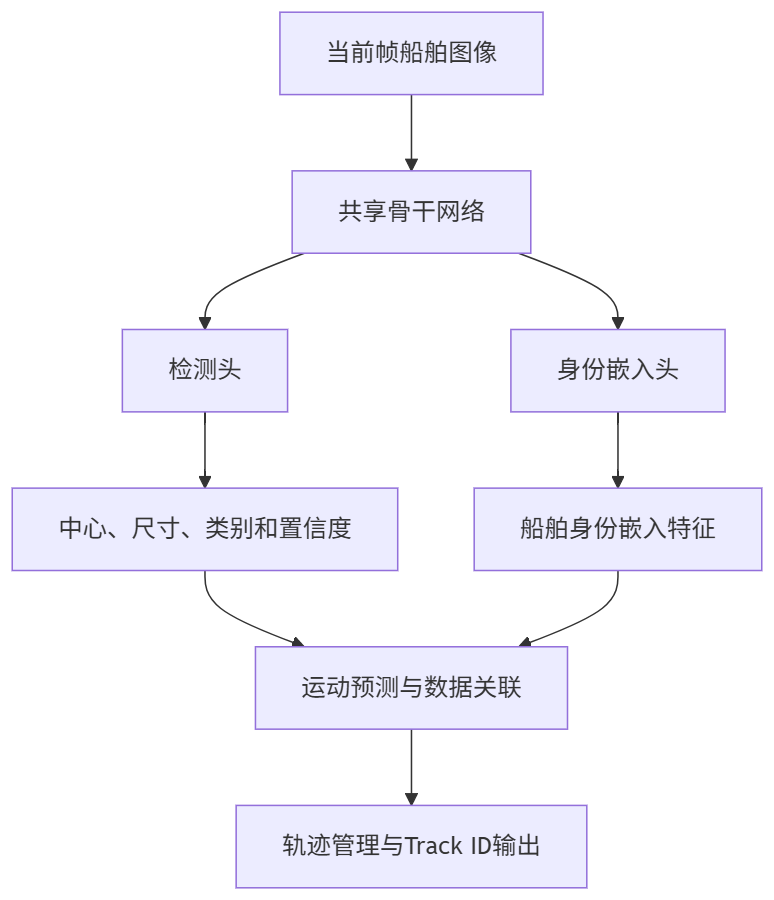 当前帧船舶图像
共享骨干网络
检测头
身份嵌入头
中心、尺寸、类别和置信度
船舶身份嵌入特征
运动预测与数据关联
轨迹管理与Track ID输出